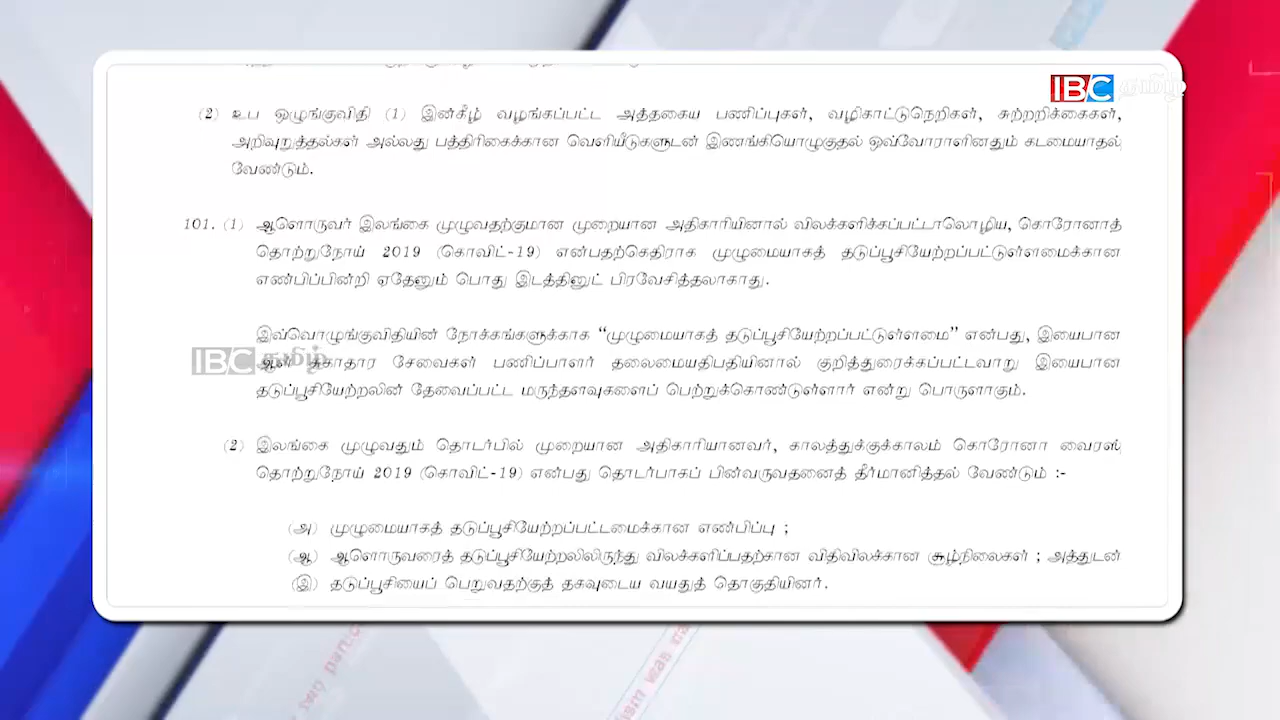 IBC தமிழ்
(2) உப ஒழுங்குவிதி (1) இன்கீழ் வழங்கப்பட்ட அத்தகைய பணிப்புகள், வழிகாட்டுநெறிகள், சுற்றறிக்கைகள்,
அறிவுறுத்தல்கள் அல்லது பத்திரிகைக்கான வெளியீடுகளுடன் இணங்கியொழுகுதல் ஒவ்வோராளினதும் கடமையாதல்
வேண்டும்.
101. (1) ஆளொருவர் இலங்கை முழுவதற்குமான முறையான அதிகாரியினால் விலக்களிக்கப்பட்டாலொழிய, கொரோனாத்
தொற்றுநோய் 2019 (கொவிட்-19) என்பதற்கெதிராக முழுமையாகத் தடுப்பூசியேற்றப்பட்டுள்ளமைக்கான
எண்பிப்பின்றி ஏதேனும் பொது இடத்தினுட் பிரவேசித்தலாகாது.
இவ்வொழுங்குவிதியின் நோக்கங்களுக்காக “முழுமையாகத் தடுப்பூசியேற்றப்பட்டுள்ளமை” என்பது, இயைபான
IBC தமிழ்
சேவைகள் பணிப்பாளர் தலைமையதிபதியினால் குறித்துரைக்கப்பட்டவாறு இயைபான
தடுப்பூசியேற்றலின் தேவைப்பட்ட மருந்தளவுகளைப் பெற்றுக்கொண்டுள்ளார் என்று பொருளாகும்.
(2) இலங்கை முழுவதும் தொடர்பில் முறையான அதிகாரியானவர், காலத்துக்குக்காலம் கொரோனா வைரஸ்
தொற்றுநோய் 2019 (கொவிட்-19) என்பது தொடர்பாகப் பின்வருவதனைத் தீர்மானித்தல் வேண்டும் :-
(அ) முழுமையாகத் தடுப்பூசியேற்றப்பட்டமைக்கான எண்பிப்பு ;
(ஆ) ஆளொருவரைத் தடுப்பூசியேற்றலிலிருந்து விலக்களிப்பதற்கான விதிவிலக்கான சூழ்நிலைகள் ; அத்துடன்
(இ) தடுப்பூசியைப் பெறுவதற்குத் தகவுடைய வயதுத் தொகுதியினர்.